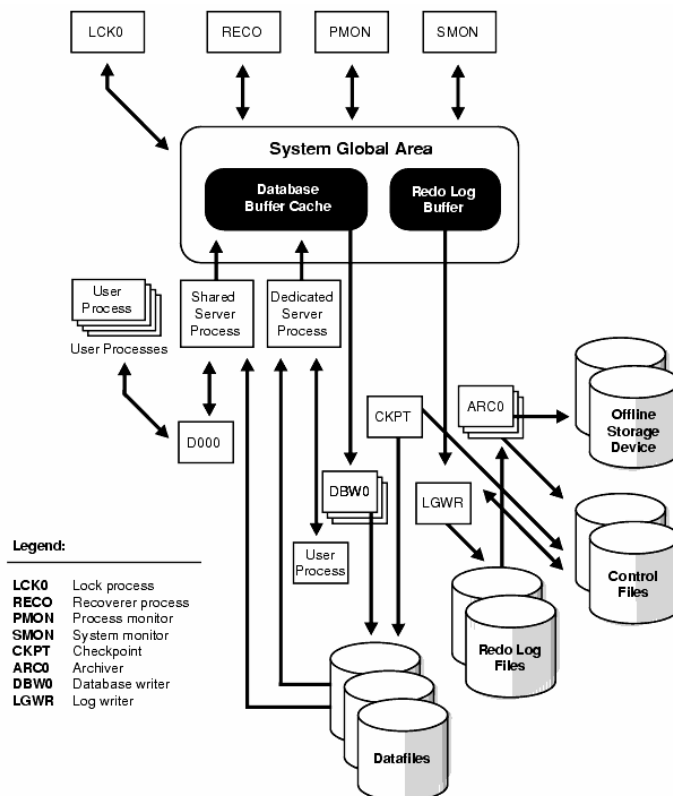 LCK0
RECO
PMON
SMON
System Global Area
Database
Buffer Cache
Redo Log
Buffer
User
Process
User Processes
Shared
Server
Process
Dedicated
Server
Process
D000
CKPT
ARC0
Offline
Storage
Device
DBW0
LGWR
User
Process
Control
Files
Redo Log
Files
Datafiles
Legend:
LCK0 Lock process
RECO Recoverer process
PMON Process monitor
SMON System monitor
CKPT Checkpoint
ARC0 Archiver
DBW0 Database writer
LGWR Log writer